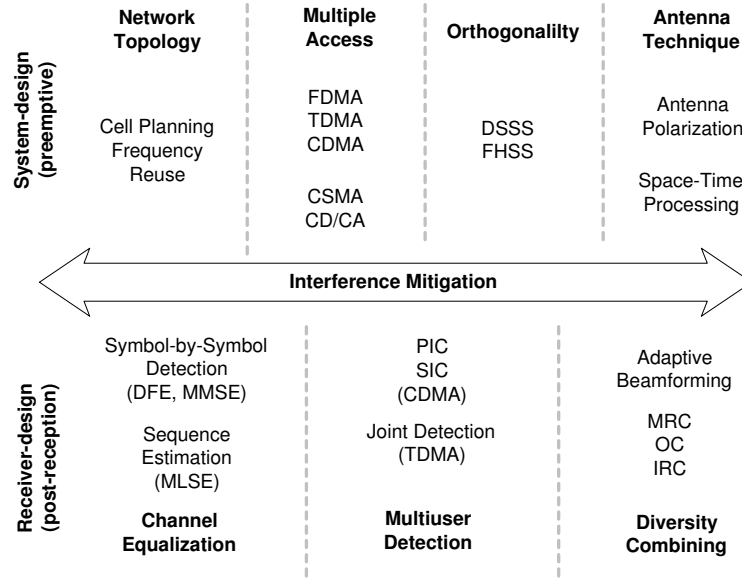 System-design
(preemptive)
Network
Topology
Cell Planning
Frequency
Reuse
Multiple
Access
FDMA
TDMA
CDMA
CSMA
CD/CA
Orthogonalilty
DSSS
FHSS
Antenna
Technique
Antenna
Polarization
Space-Time
Processing
Interference Mitigation
Receiver-design
(post-reception)
Symbol-by-Symbol
Detection
(DFE, MMSE)
Sequence
Estimation
(MLSE)
Channel
Equalization
PIC
SIC
(CDMA)
Joint Detection
(TDMA)
Multiuser
Detection
Adaptive
Beamforming
MRC
OC
IRC
Diversity
Combining